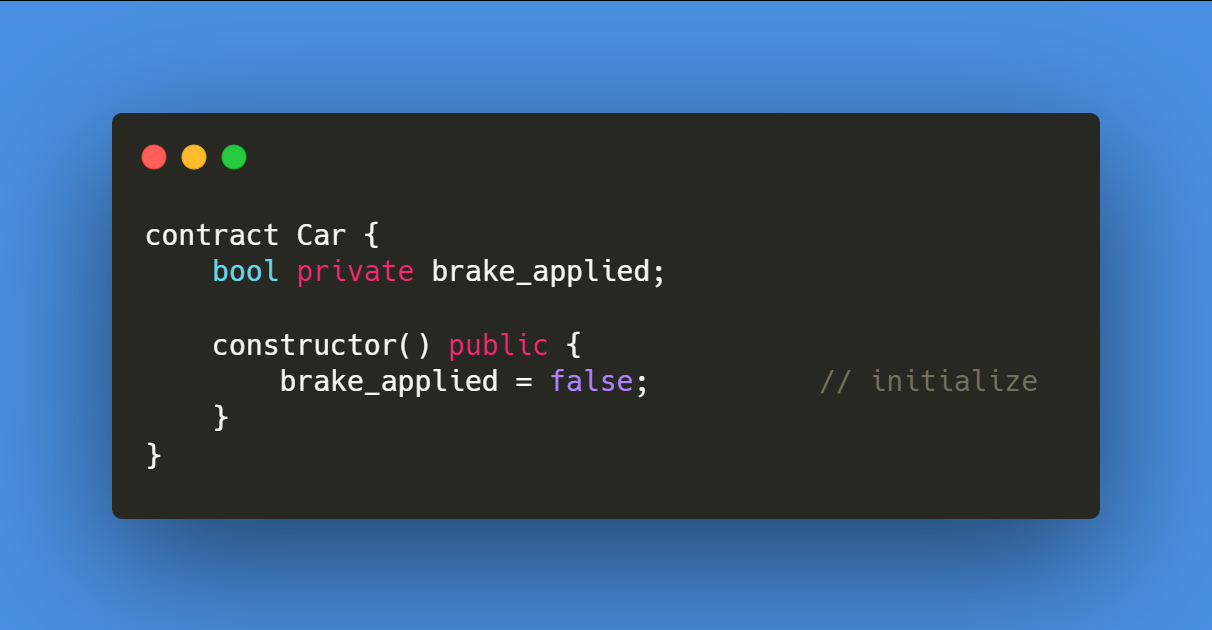 contract Car {
    bool private brake_applied;

    constructor() public {
        brake_applied = false;          // initialize
    }
}